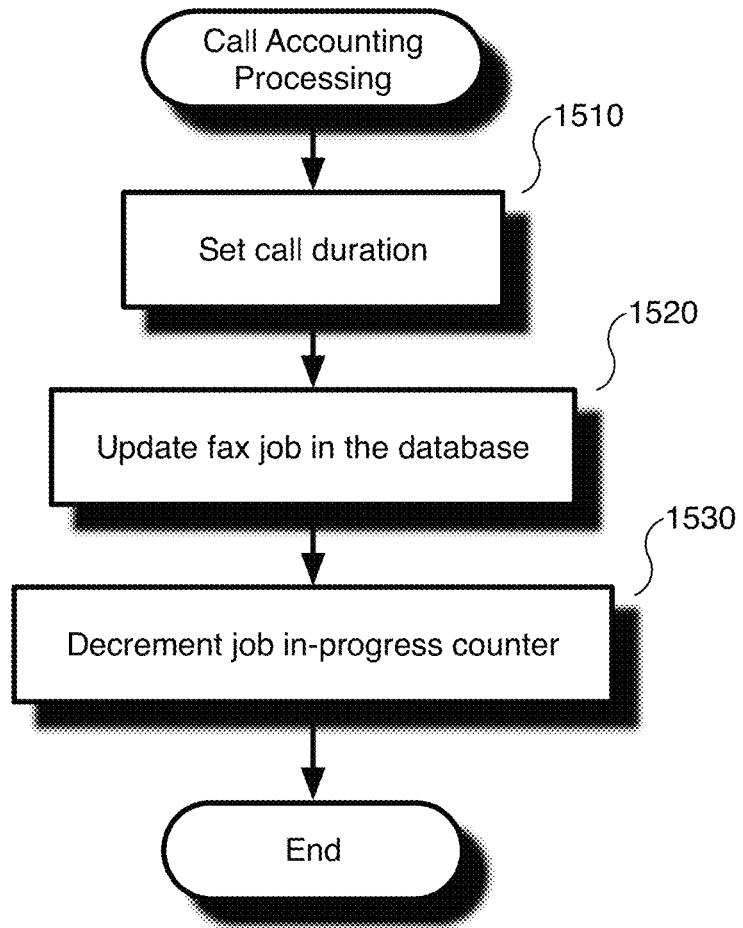 Call Accounting
Processing
1510
Set call duration
1520
Update fax job in the database
1530
Decrement job in-progress counter
End